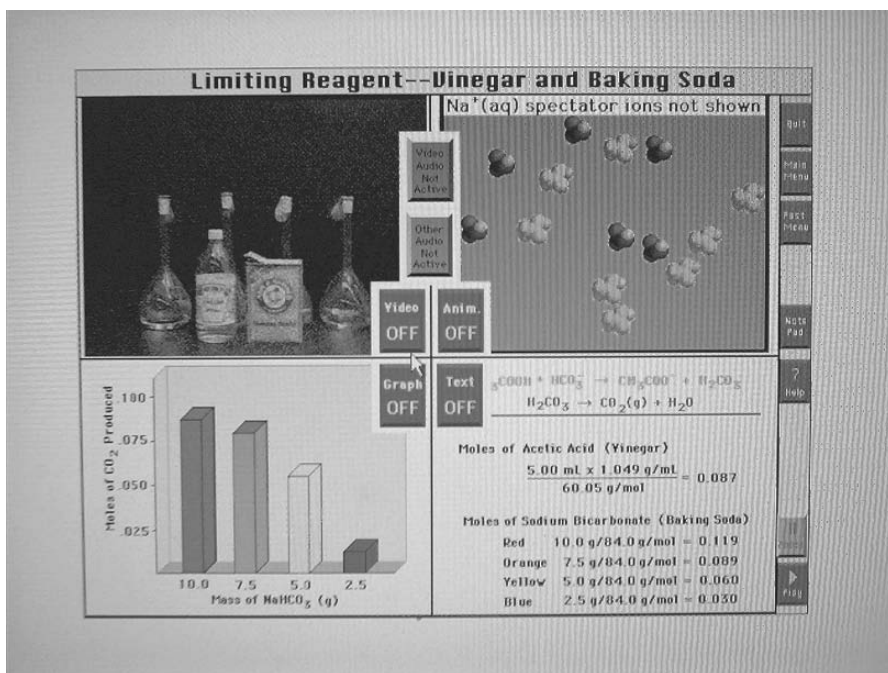 Limiting Reagent--Vinegar and Baking Soda
Na⁺(aq) spectator ions not shown
Video
Audio
Not
Active
Other
Audio
Not
Active
Video
OFF
Anim.
OFF
Graph
OFF
Text
OFF
Quit
Main
Menu
Past
Menu
Note
Pad
?
Help
Play
Moles of CO₂ Produced
.100
.075
.050
.025
10.0 7.5 5.0 2.5
Mass of NaHCO₃ (g)
₃COOH + HCO₃⁻ → CH₃COO⁻ + H₂CO₃
H₂CO₃ → CO₂(g) + H₂O
Moles of Acetic Acid (Vinegar)
5.00 mL x 1.049 g/mL
60.05 g/mol
= 0.087
Moles of Sodium Bicarbonate (Baking Soda)
Red 10.0 g/84.0 g/mol = 0.119
Orange 7.5 g/84.0 g/mol = 0.089
Yellow 5.0 g/84.0 g/mol = 0.060
Blue 2.5 g/84.0 g/mol = 0.030